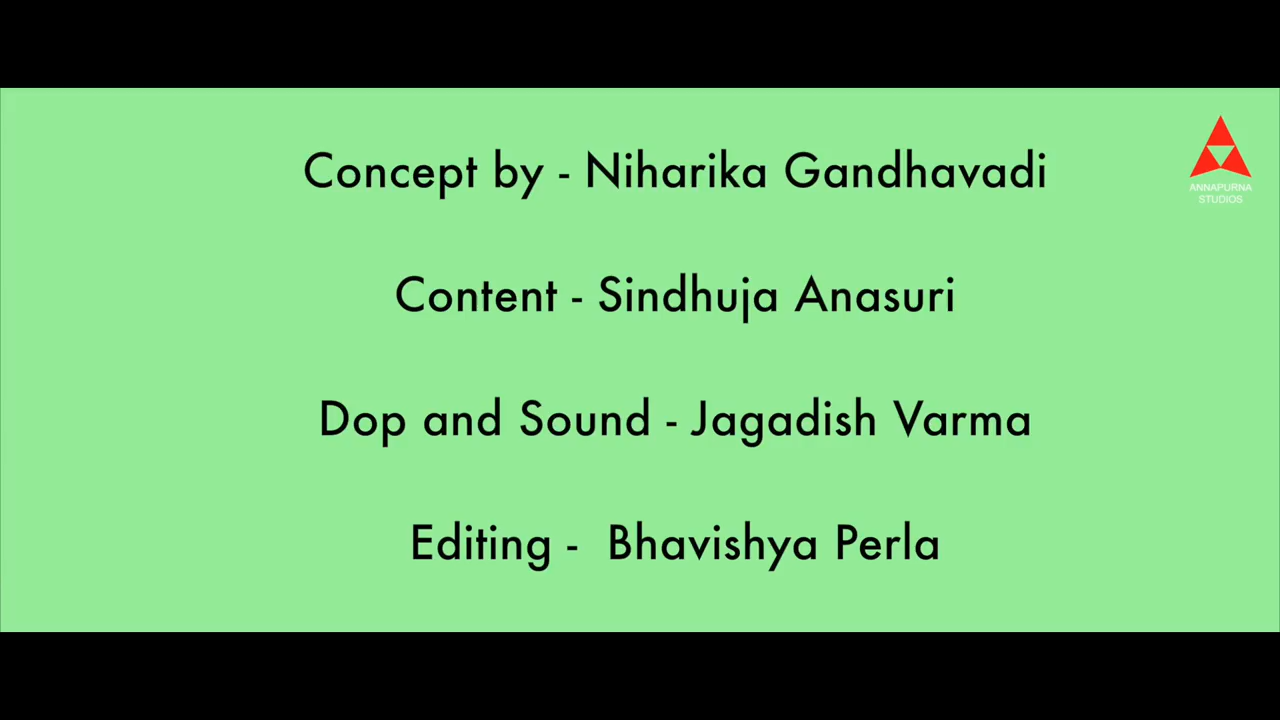 Concept by - Niharika Gandhavadi
ANNAPURNA
STUDIOS
Content - Sindhuja Anasuri
Dop and Sound - Jagadish Varma
Editing - Bhavishya Perla